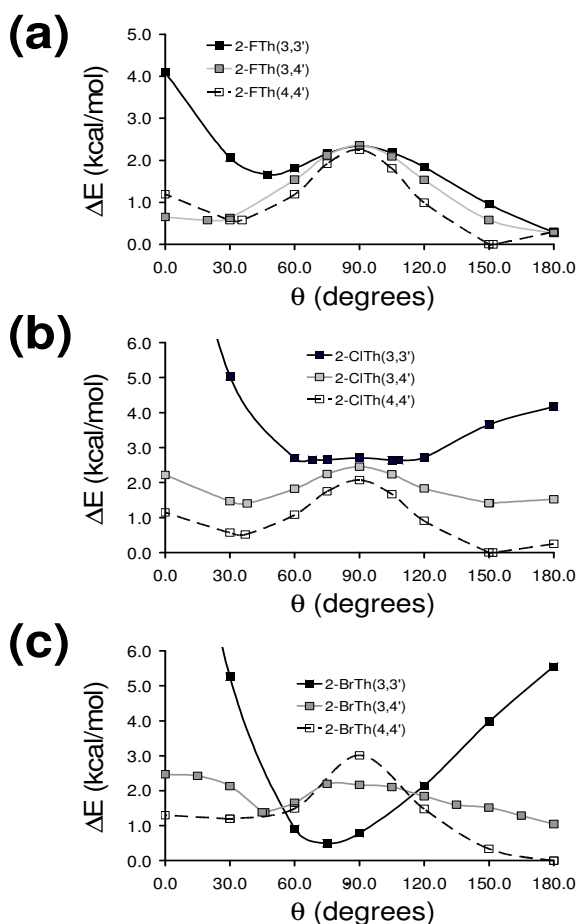 (a)
2-FTh(3,3')
2-FTh(3,4')
2-FTh(4,4')
ΔE (kcal/mol)
5.0
4.0
3.0
2.0
1.0
0.0
0.0 30.0 60.0 90.0 120.0 150.0 180.0
θ (degrees)
(b)
2-ClTh(3,3')
2-ClTh(3,4')
2-ClTh(4,4')
ΔE (kcal/mol)
6.0
5.0
4.0
3.0
2.0
1.0
0.0
0.0 30.0 60.0 90.0 120.0 150.0 180.0
θ (degrees)
(c)
2-BrTh(3,3')
2-BrTh(3,4')
2-BrTh(4,4')
ΔE (kcal/mol)
6.0
5.0
4.0
3.0
2.0
1.0
0.0
0.0 30.0 60.0 90.0 120.0 150.0 180.0
θ (degrees)